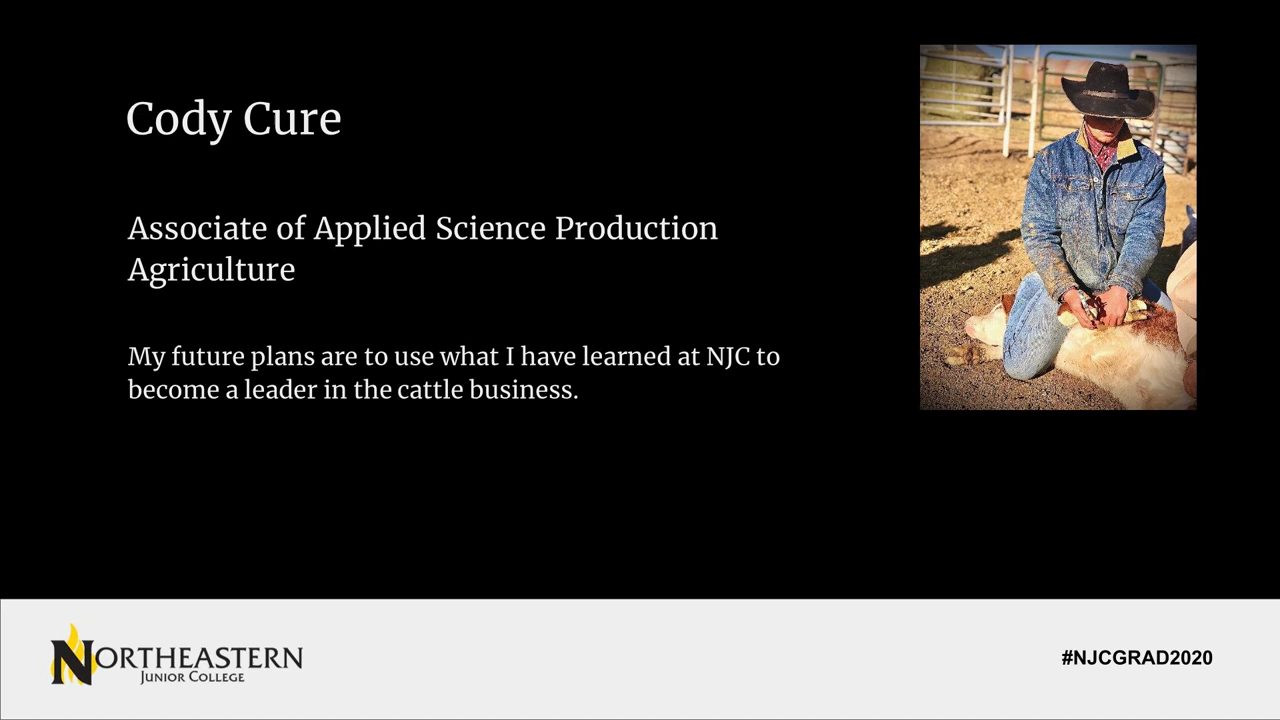 Cody Cure
Associate of Applied Science Production
Agriculture
My future plans are to use what I have learned at NJC to
become a leader in the cattle business.
NORTHEASTERN
JUNIOR COLLEGE
#NJCGRAD2020